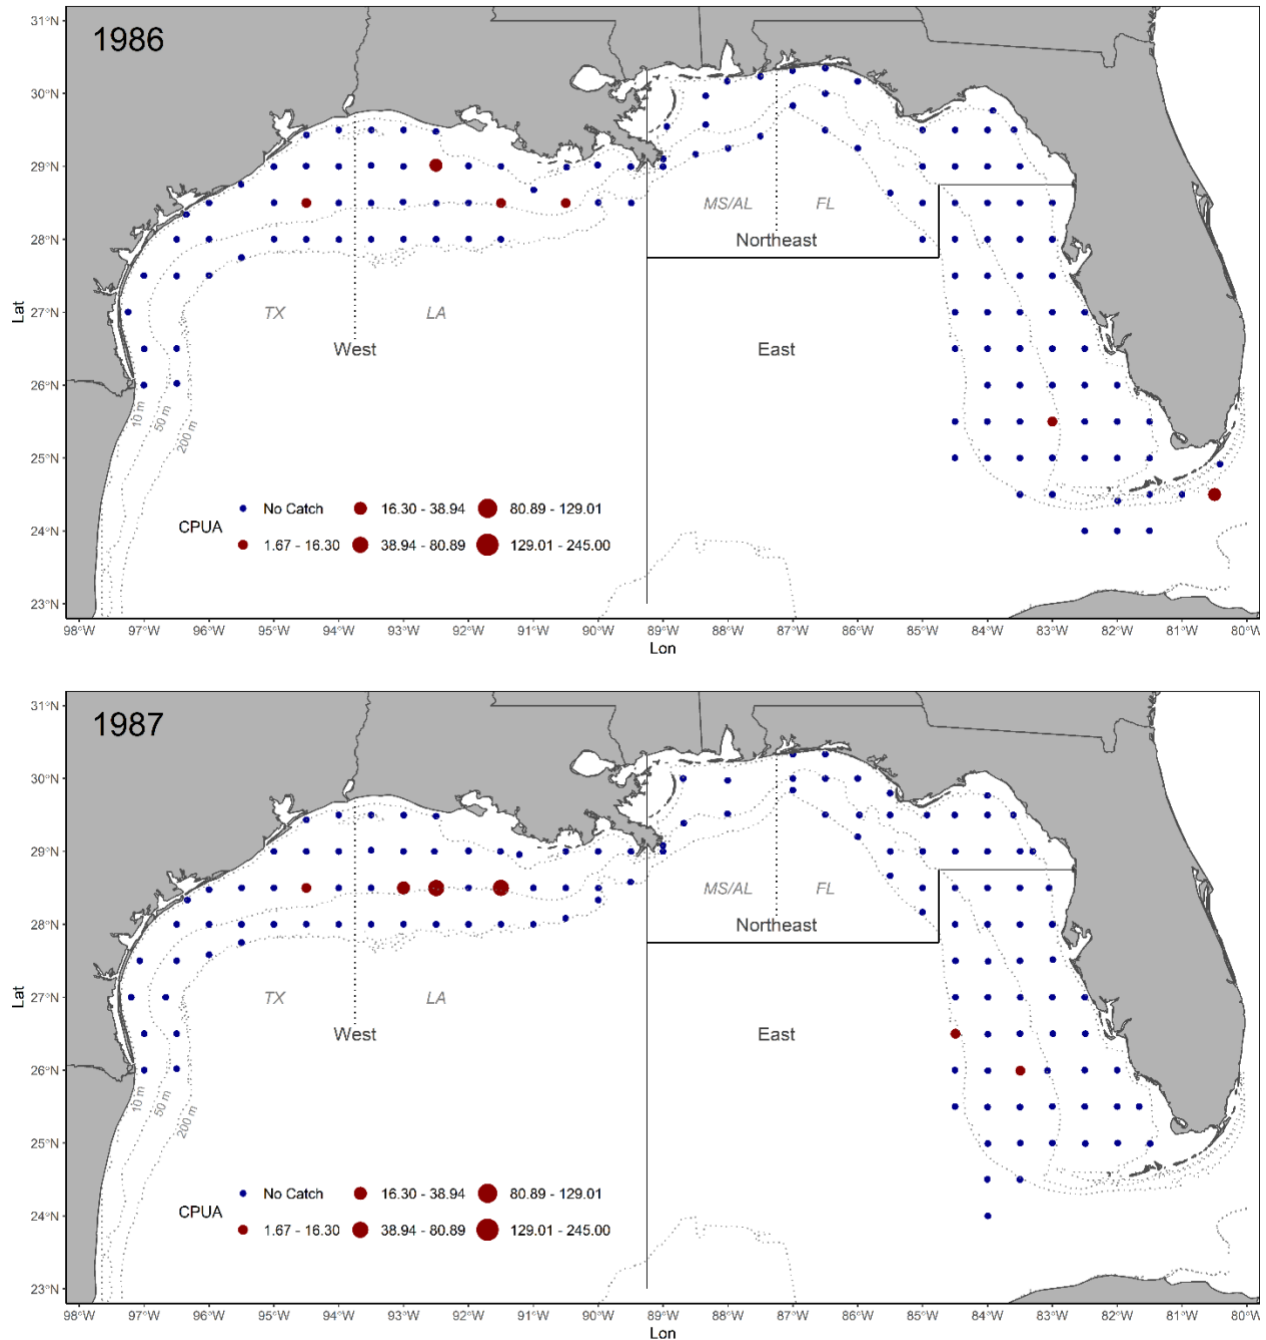 1986
31°N
30°N
29°N
28°N
27°N
26°N
25°N
24°N
23°N
Lat
MS/AL
FL
Northeast
TX
LA
West
East
10 m
50 m
200 m
CPUA
No Catch
16.30 - 38.94
80.89 - 129.01
1.67 - 16.30
38.94 - 80.89
129.01 - 245.00
98°W 97°W 96°W 95°W 94°W 93°W 92°W 91°W 90°W 89°W 88°W 87°W 86°W 85°W 84°W 83°W 82°W 81°W 80°W
Lon
1987
31°N
30°N
29°N
28°N
27°N
26°N
25°N
24°N
23°N
Lat
MS/AL
FL
Northeast
TX
LA
West
East
10 m
50 m
200 m
CPUA
No Catch
16.30 - 38.94
80.89 - 129.01
1.67 - 16.30
38.94 - 80.89
129.01 - 245.00
98°W 97°W 96°W 95°W 94°W 93°W 92°W 91°W 90°W 89°W 88°W 87°W 86°W 85°W 84°W 83°W 82°W 81°W 80°W
Lon